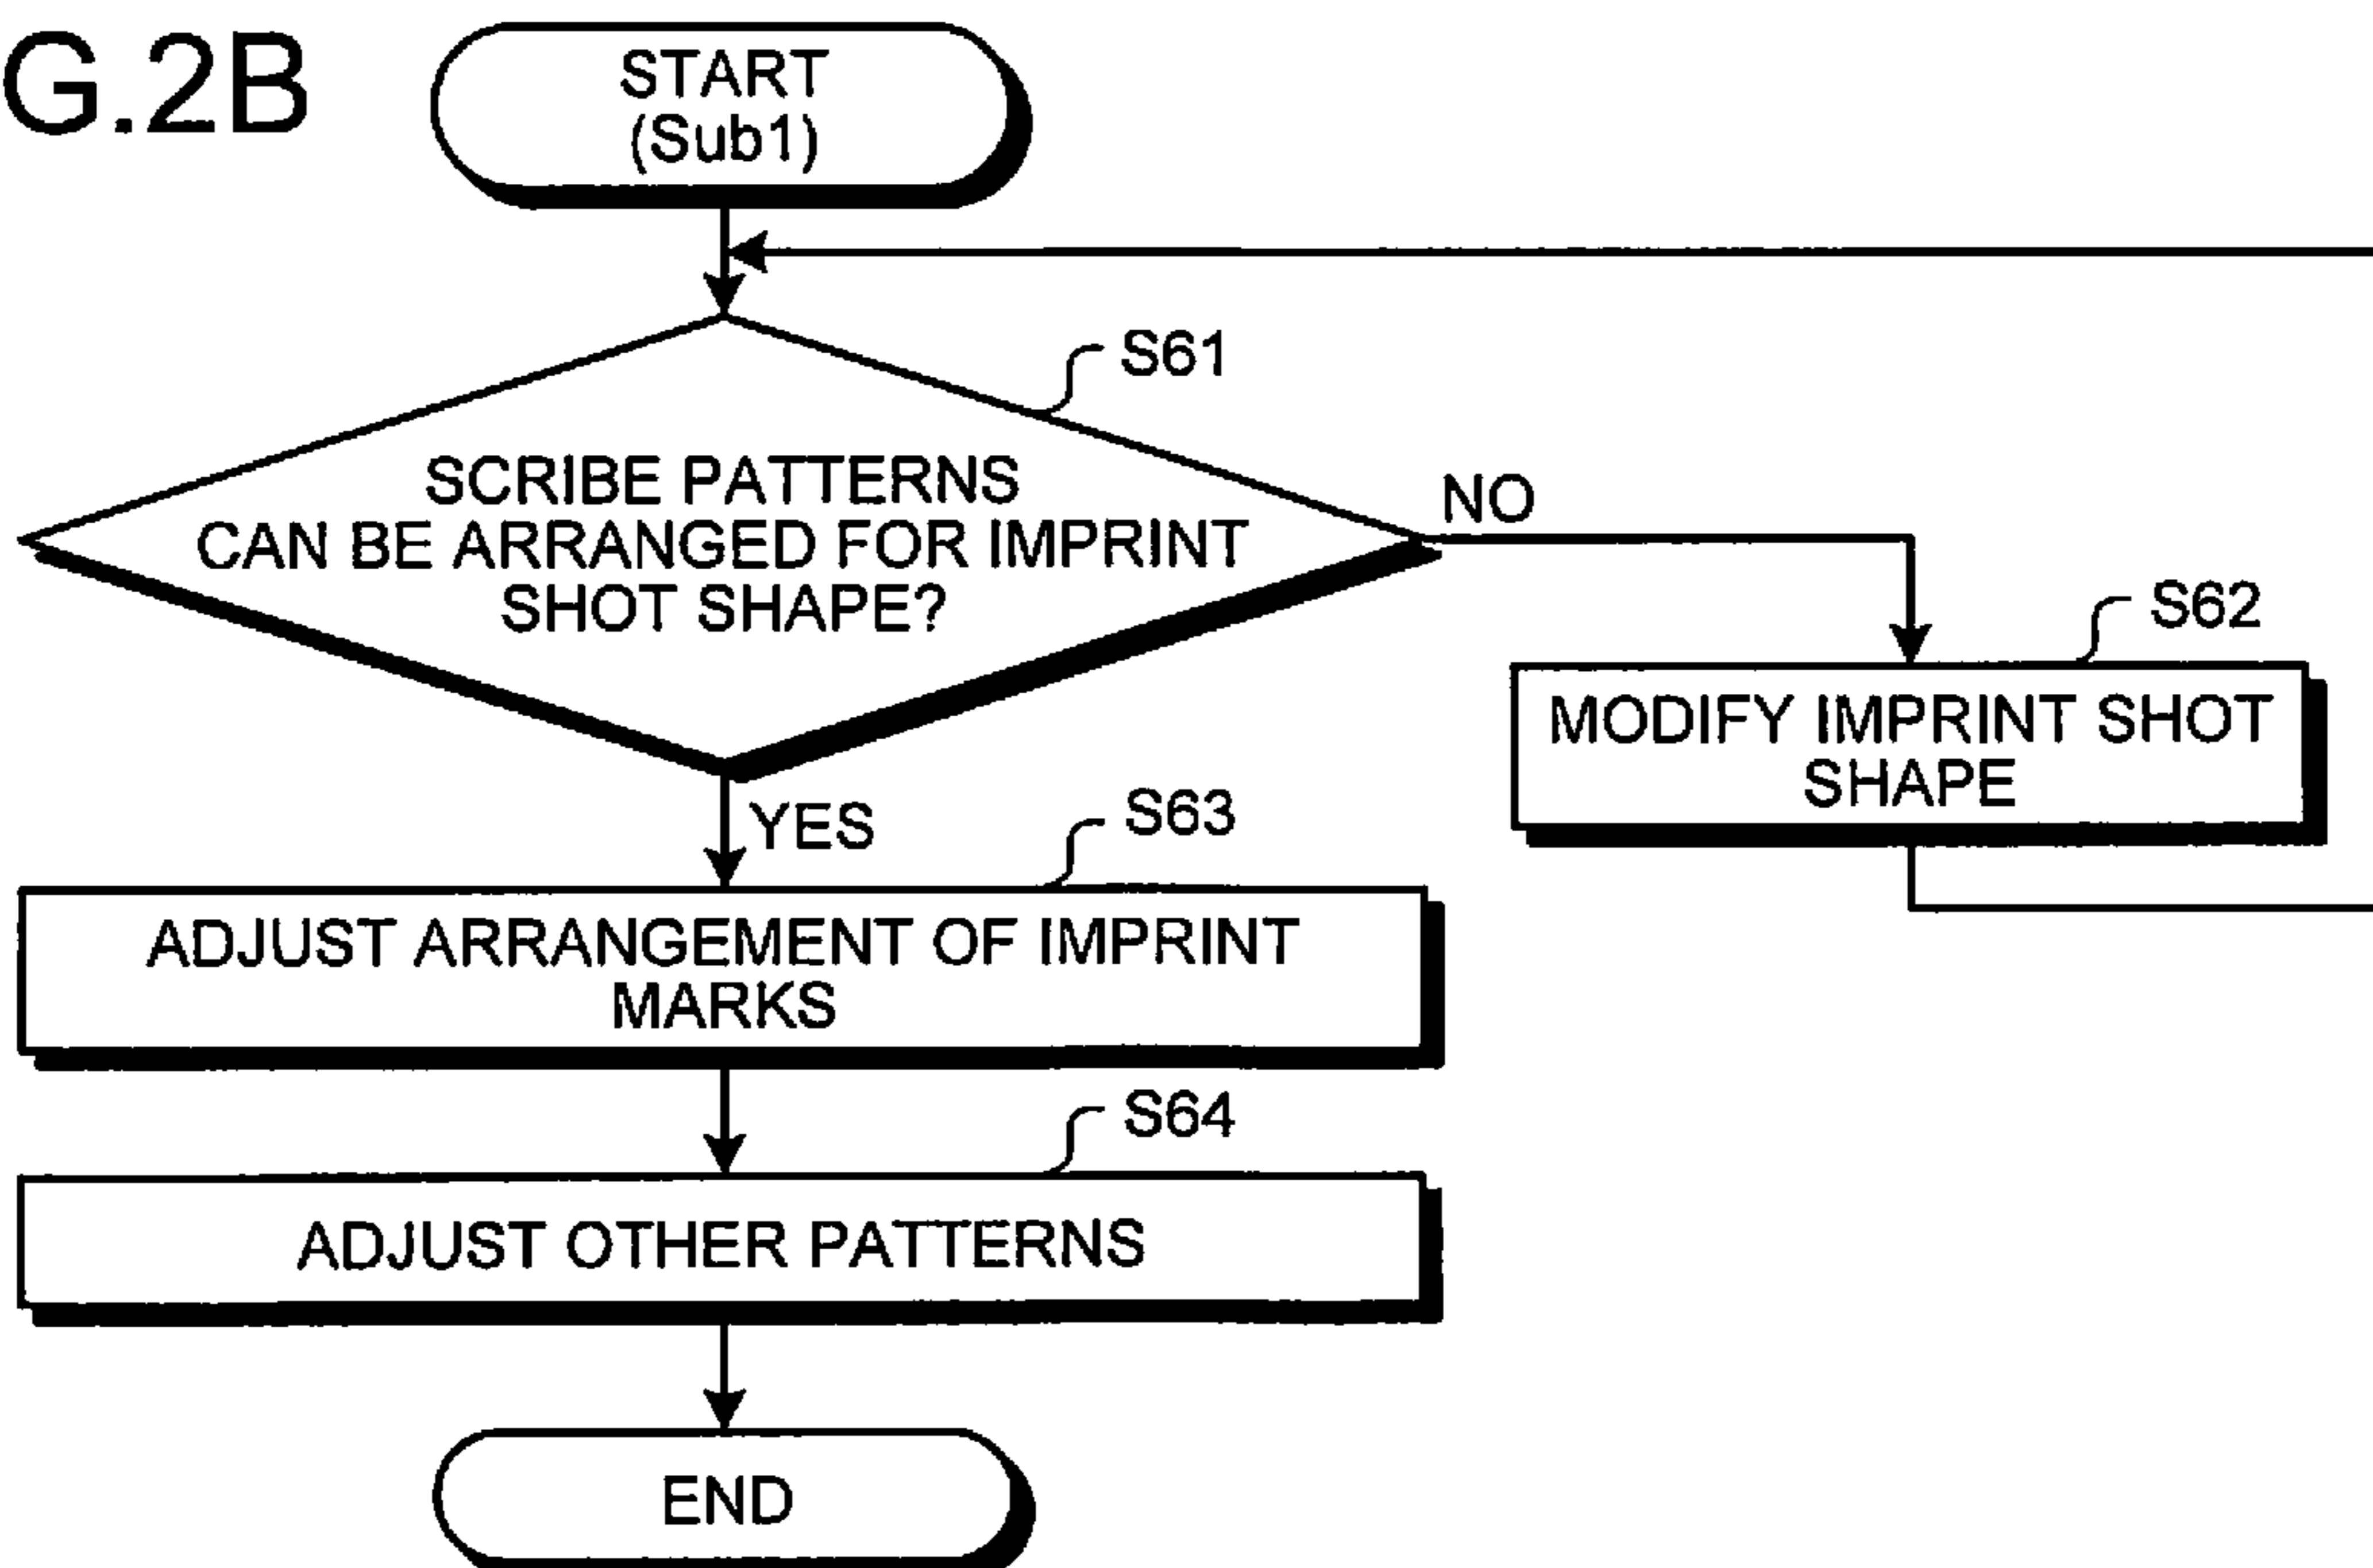 G.2B
START
(Sub1)
S61
SCRIBE PATTERNS
CAN BE ARRANGED FOR IMPRINT
SHOT SHAPE?
NO
S62
MODIFY IMPRINT SHOT
SHAPE
YES
S63
ADJUST ARRANGEMENT OF IMPRINT
MARKS
S64
ADJUST OTHER PATTERNS
END